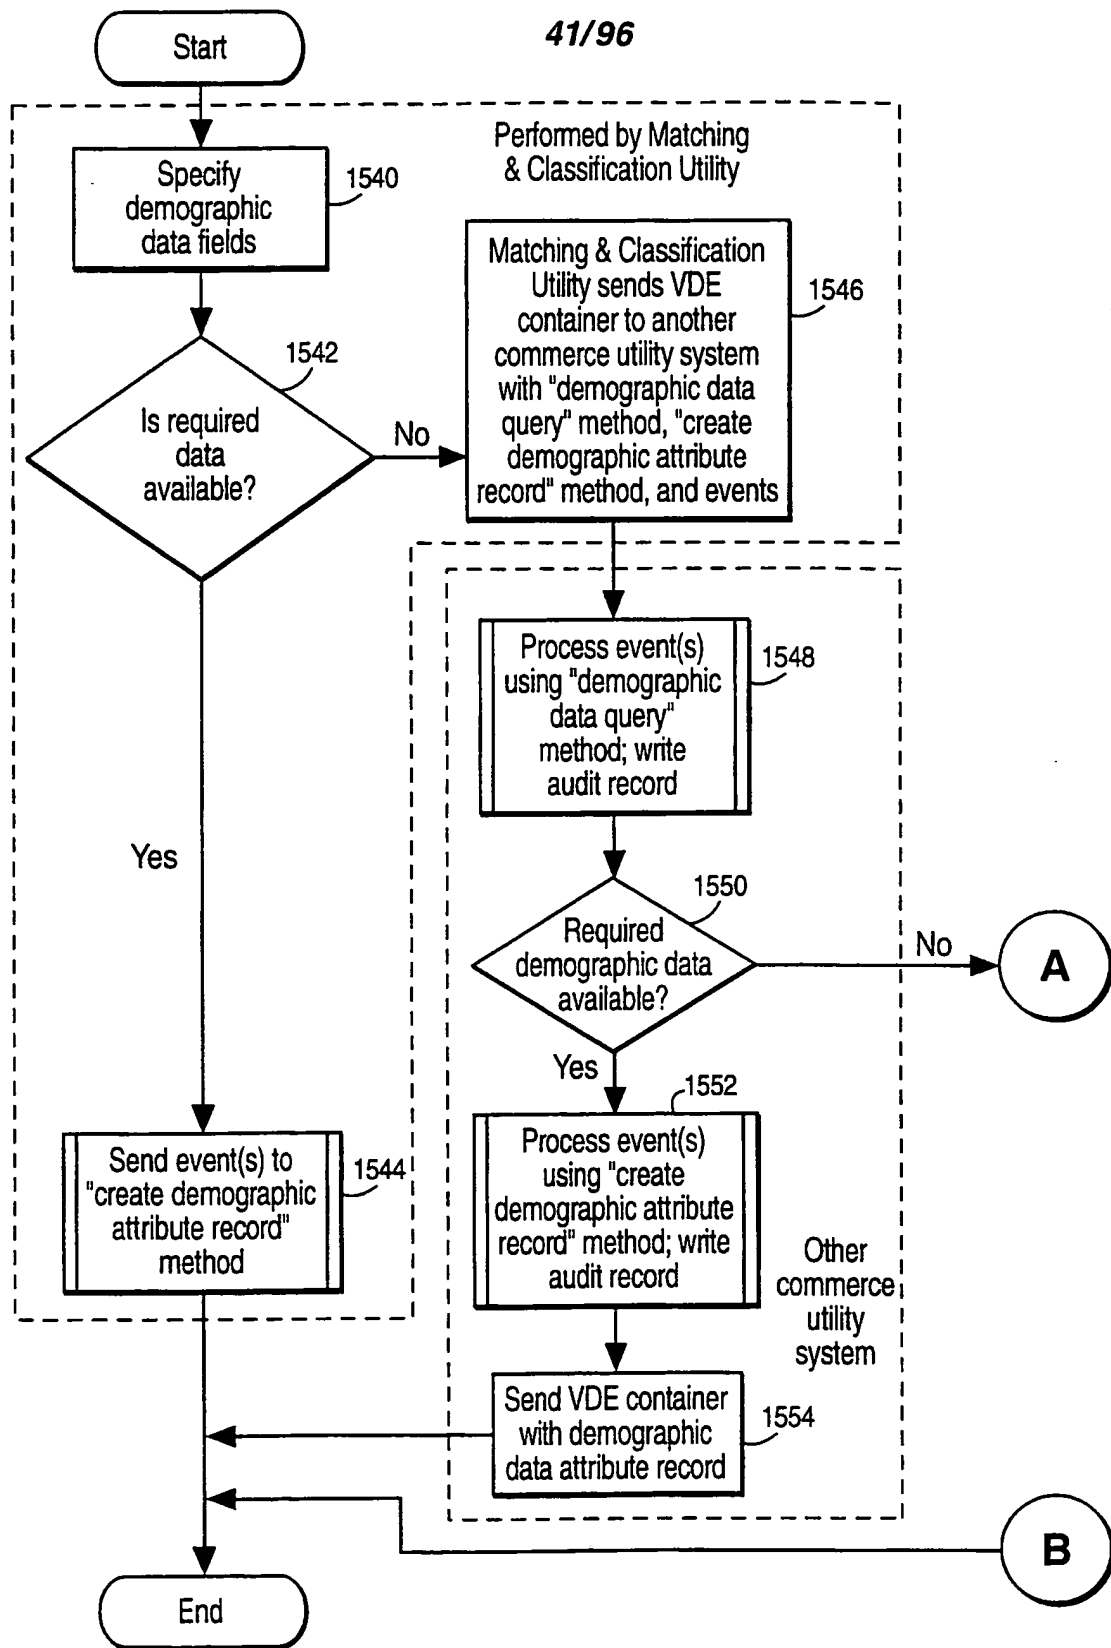 41/96
Start
Performed by Matching
& Classification Utility
Specify
demographic
data fields
1540
Matching & Classification
Utility sends VDE
container to another
commerce utility system
with "demographic data
query" method, "create
demographic attribute
record" method, and events
1546
1542
Is required
data
available?
No
Process event(s)
using "demographic
data query"
method; write
audit record
1548
Yes
1550
Required
demographic data
available?
No
A
Yes
1552
Process event(s)
using "create
demographic attribute
record" method; write
audit record
Send event(s) to
"create demographic
attribute record"
method
1544
Other
commerce
utility
system
Send VDE container
with demographic
data attribute record
1554
B
End